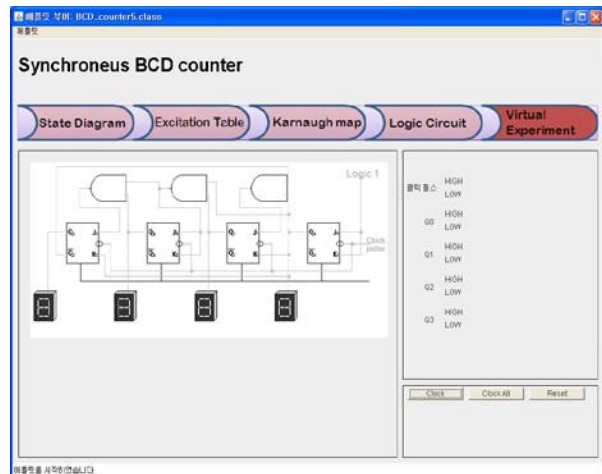 애플릿 뷰어: BCD_counter5.class
애플릿
Synchroneus BCD counter
State Diagram
Excitation Table
Karnaugh map
Logic Circuit
Virtual
Experiment
Logic 1
Clock
pulse
클럭 펄스
HIGH
LOW
Q0
HIGH
LOW
Q1
HIGH
LOW
Q2
HIGH
LOW
Q3
HIGH
LOW
Clock
Clock All
Reset
애플릿을 시작하였습니다.